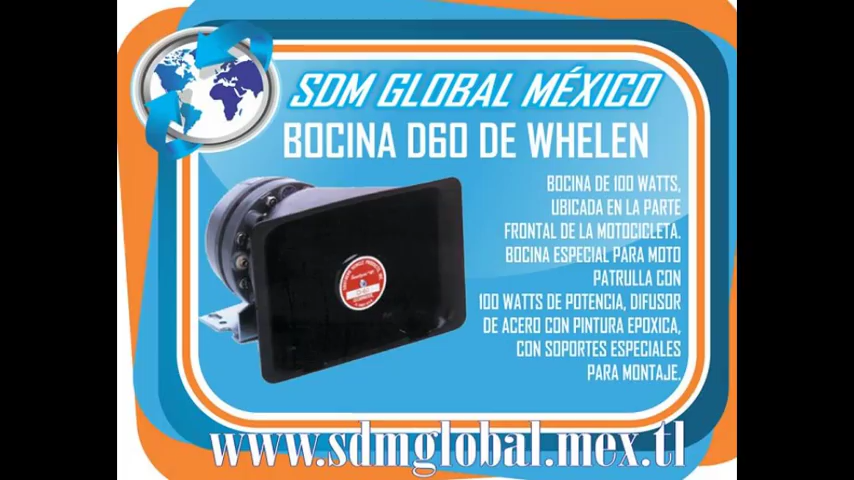 SDM GLOBAL MÉXICO
BOCINA D60 DE WHELEN
BOCINA DE 100 WATTS,
UBICADA EN LA PARTE
FRONTAL DE LA MOTOCICLETA.
BOCINA ESPECIAL PARA MOTO
PATRULLA CON
100 WATTS DE POTENCIA, DIFUSOR
DE ACERO CON PINTURA EPOXICA,
CON SOPORTES ESPECIALES
PARA MONTAJE.
www.sdmglobal.mex.tl